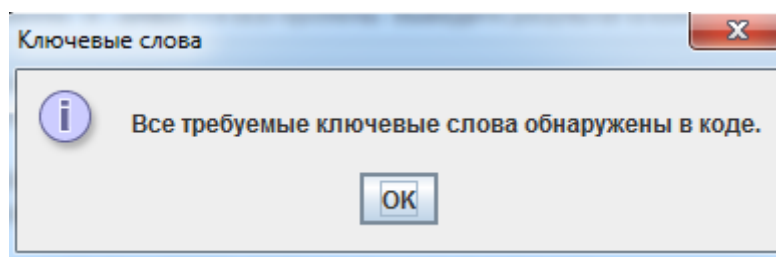 Ключевые слова
Все требуемые ключевые слова обнаружены в коде.
OK